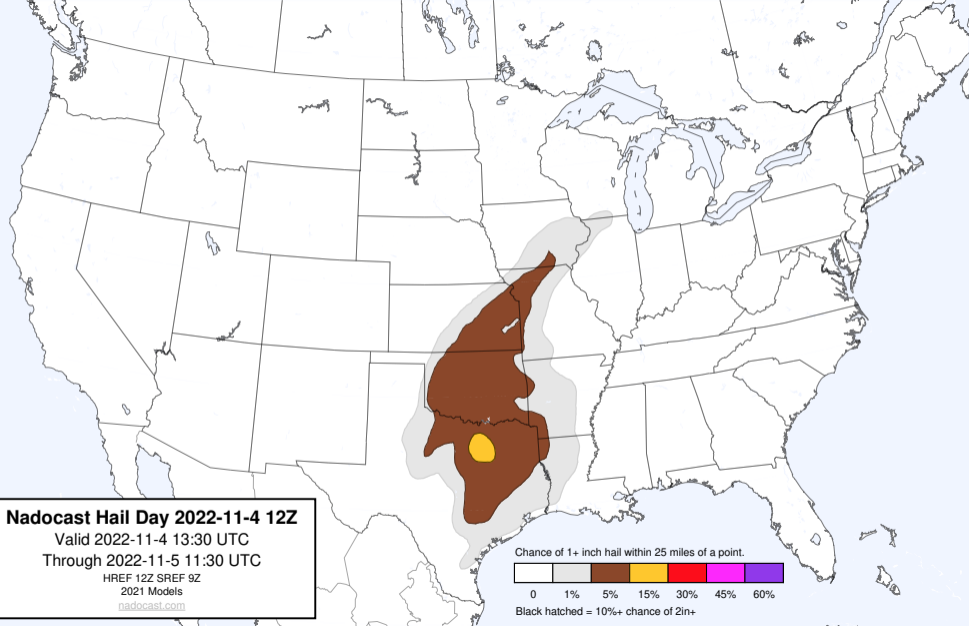 Nadocast Hail Day 2022-11-4 12Z
Valid 2022-11-4 13:30 UTC
Through 2022-11-5 11:30 UTC
HREF 12Z SREF 9Z
2021 Models
nadocast.com
Chance of 1+ inch hail within 25 miles of a point.
0 1% 5% 15% 30% 45% 60%
Black hatched = 10%+ chance of 2in+